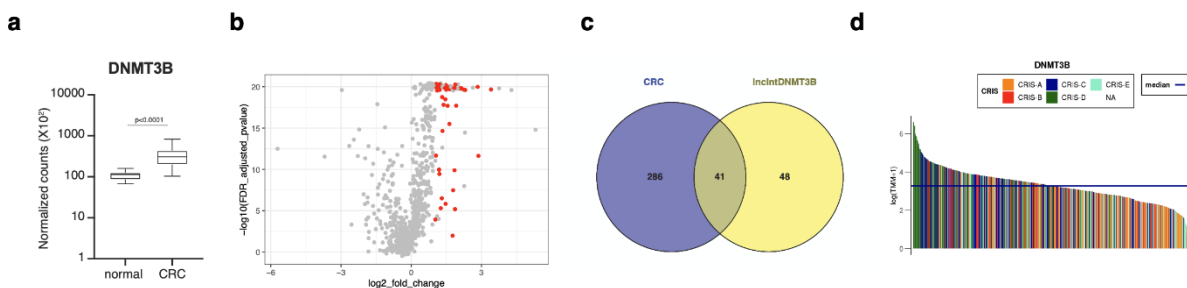 a
DNMT3B
Normalized counts (X10²)
10000
1000
100
10
1
p<0.0001
normal
CRC
b
−log10(FDR_adjusted_pvalue)
20
15
10
5
0
−6
−3
0
3
log2_fold_change
c
CRC
lncIntDNMT3B
286
41
48
d
DNMT3B
CRIS
CRIS-A
CRIS-C
CRIS-E
CRIS-B
CRIS-D
NA
median
log(TMM+1)
6
4
2
0